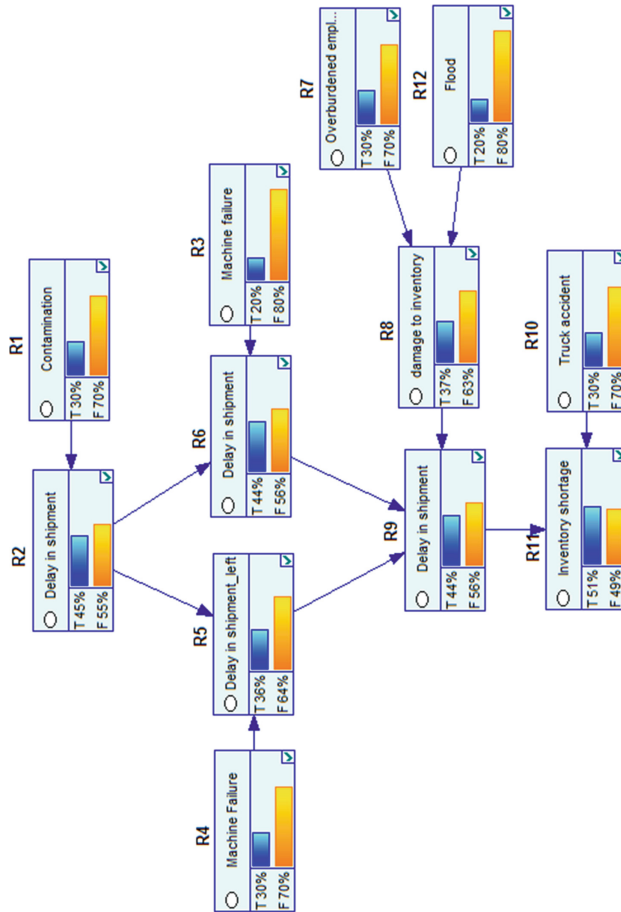 R1
Contamination
T 30%
F 70%
R2
Delay in shipment
T 45%
F 55%
R3
Machine failure
T 20%
F 80%
R4
Machine Failure
T 30%
F 70%
R5
Delay in shipment_left
T 36%
F 64%
R6
Delay in shipment
T 44%
F 56%
R7
Overburdened empl...
T 30%
F 70%
R12
Flood
T 20%
F 80%
R8
damage to inventory
T 37%
F 63%
R9
Delay in shipment
T 44%
F 56%
R10
Truck accident
T 30%
F 70%
R11
Inventory shortage
T 51%
F 49%